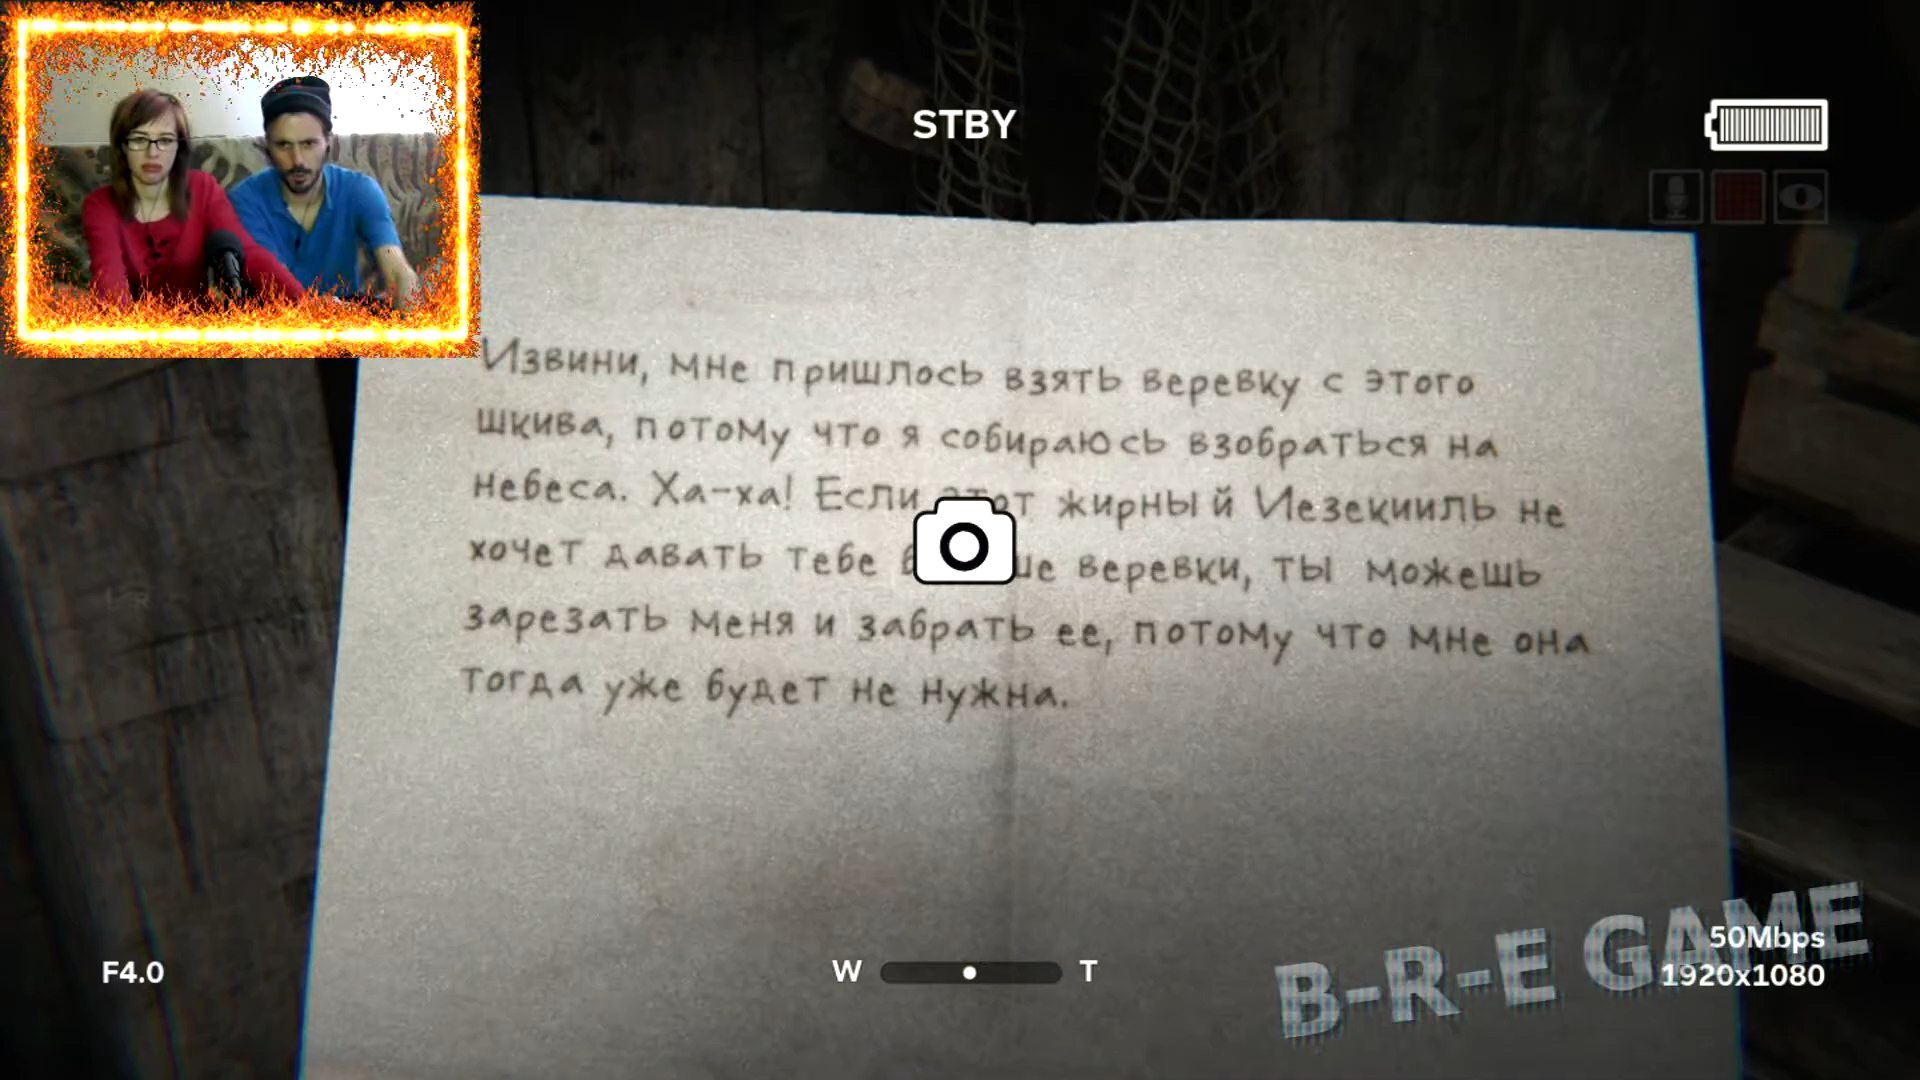 STBY
Извини, мне пришлось взять веревку с этого
шкива, потому что я собираюсь взобраться на
небеса. Ха-ха! Если этот жирный Иезекииль не
хочет давать тебе веревки, ты можешь
зарезать меня и забрать ее, потому что мне она
тогда уже будет не нужна.
B-R-E GAME
50Mbps
F4.0
W T
1920x1080